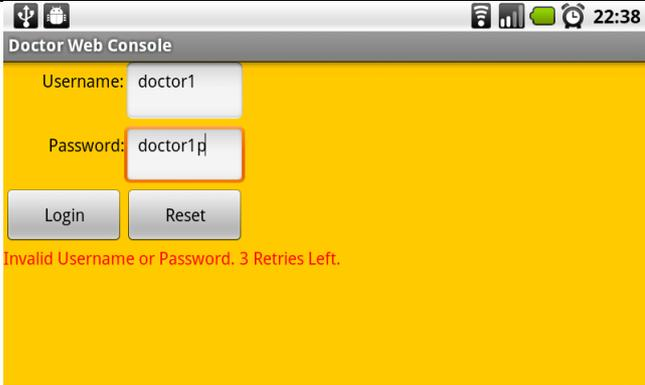 22:38
Doctor Web Console
Username: doctor1
Password: doctor1p
Login Reset
Invalid Username or Password. 3 Retries Left.